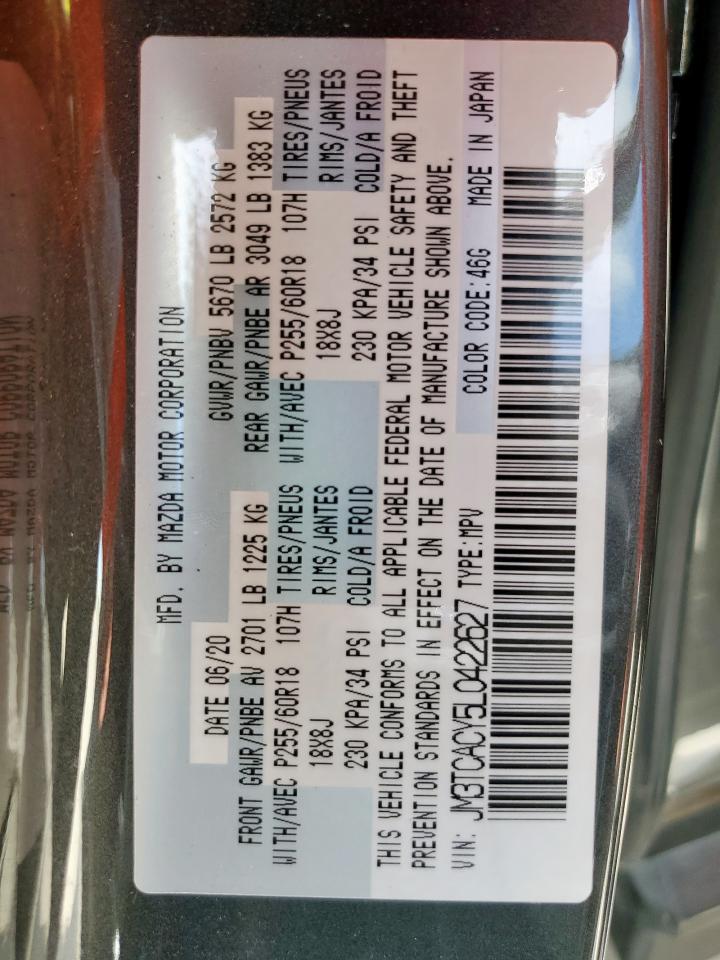 MFD. BY MAZDA MOTOR CORPORATION
DATE 06/20 GVWR/PNBV 5670 LB 2572 KG
FRONT GAWR/PNBE AV 2701 LB 1225 KG REAR GAWR/PNBE AR 3049 LB 1383 KG
WITH/AVEC P255/60R18 107H TIRES/PNEUS WITH/AVEC P255/60R18 107H TIRES/PNEUS
18X8J RIMS/JANTES 18X8J RIMS/JANTES
230 KPA/34 PSI COLD/A FROID 230 KPA/34 PSI COLD/A FROID
THIS VEHICLE CONFORMS TO ALL APPLICABLE FEDERAL MOTOR VEHICLE SAFETY AND THEFT
PREVENTION STANDARDS IN EFFECT ON THE DATE OF MANUFACTURE SHOWN ABOVE.
VIN: JM3TCACY5L0422627 TYPE:MPV COLOR CODE:46G MADE IN JAPAN